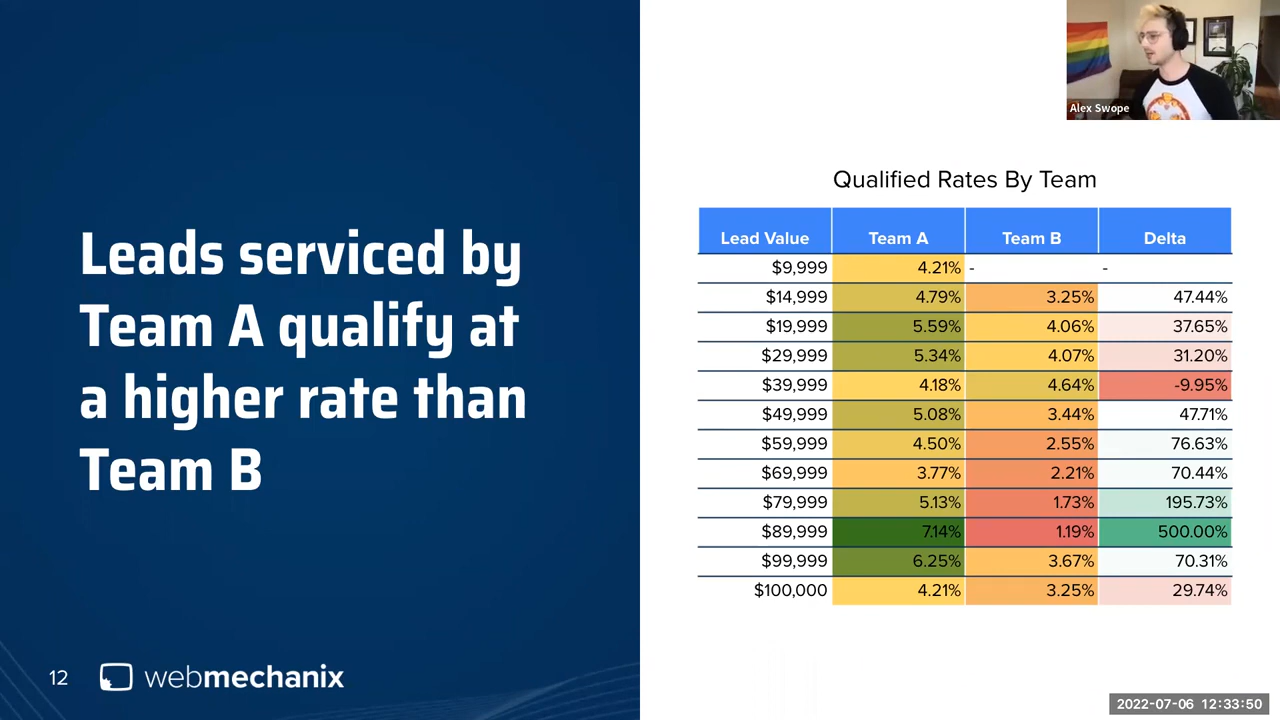 Leads serviced by
Team A qualify at
a higher rate than
Team B
12 webmechanix
Alex Swope
Qualified Rates By Team
Lead Value Team A Team B Delta
$9,999 4.21% - -
$14,999 4.79% 3.25% 47.44%
$19,999 5.59% 4.06% 37.65%
$29,999 5.34% 4.07% 31.20%
$39,999 4.18% 4.64% -9.95%
$49,999 5.08% 3.44% 47.71%
$59,999 4.50% 2.55% 76.63%
$69,999 3.77% 2.21% 70.44%
$79,999 5.13% 1.73% 195.73%
$89,999 7.14% 1.19% 500.00%
$99,999 6.25% 3.67% 70.31%
$100,000 4.21% 3.25% 29.74%
2022-07-06 12:33:50